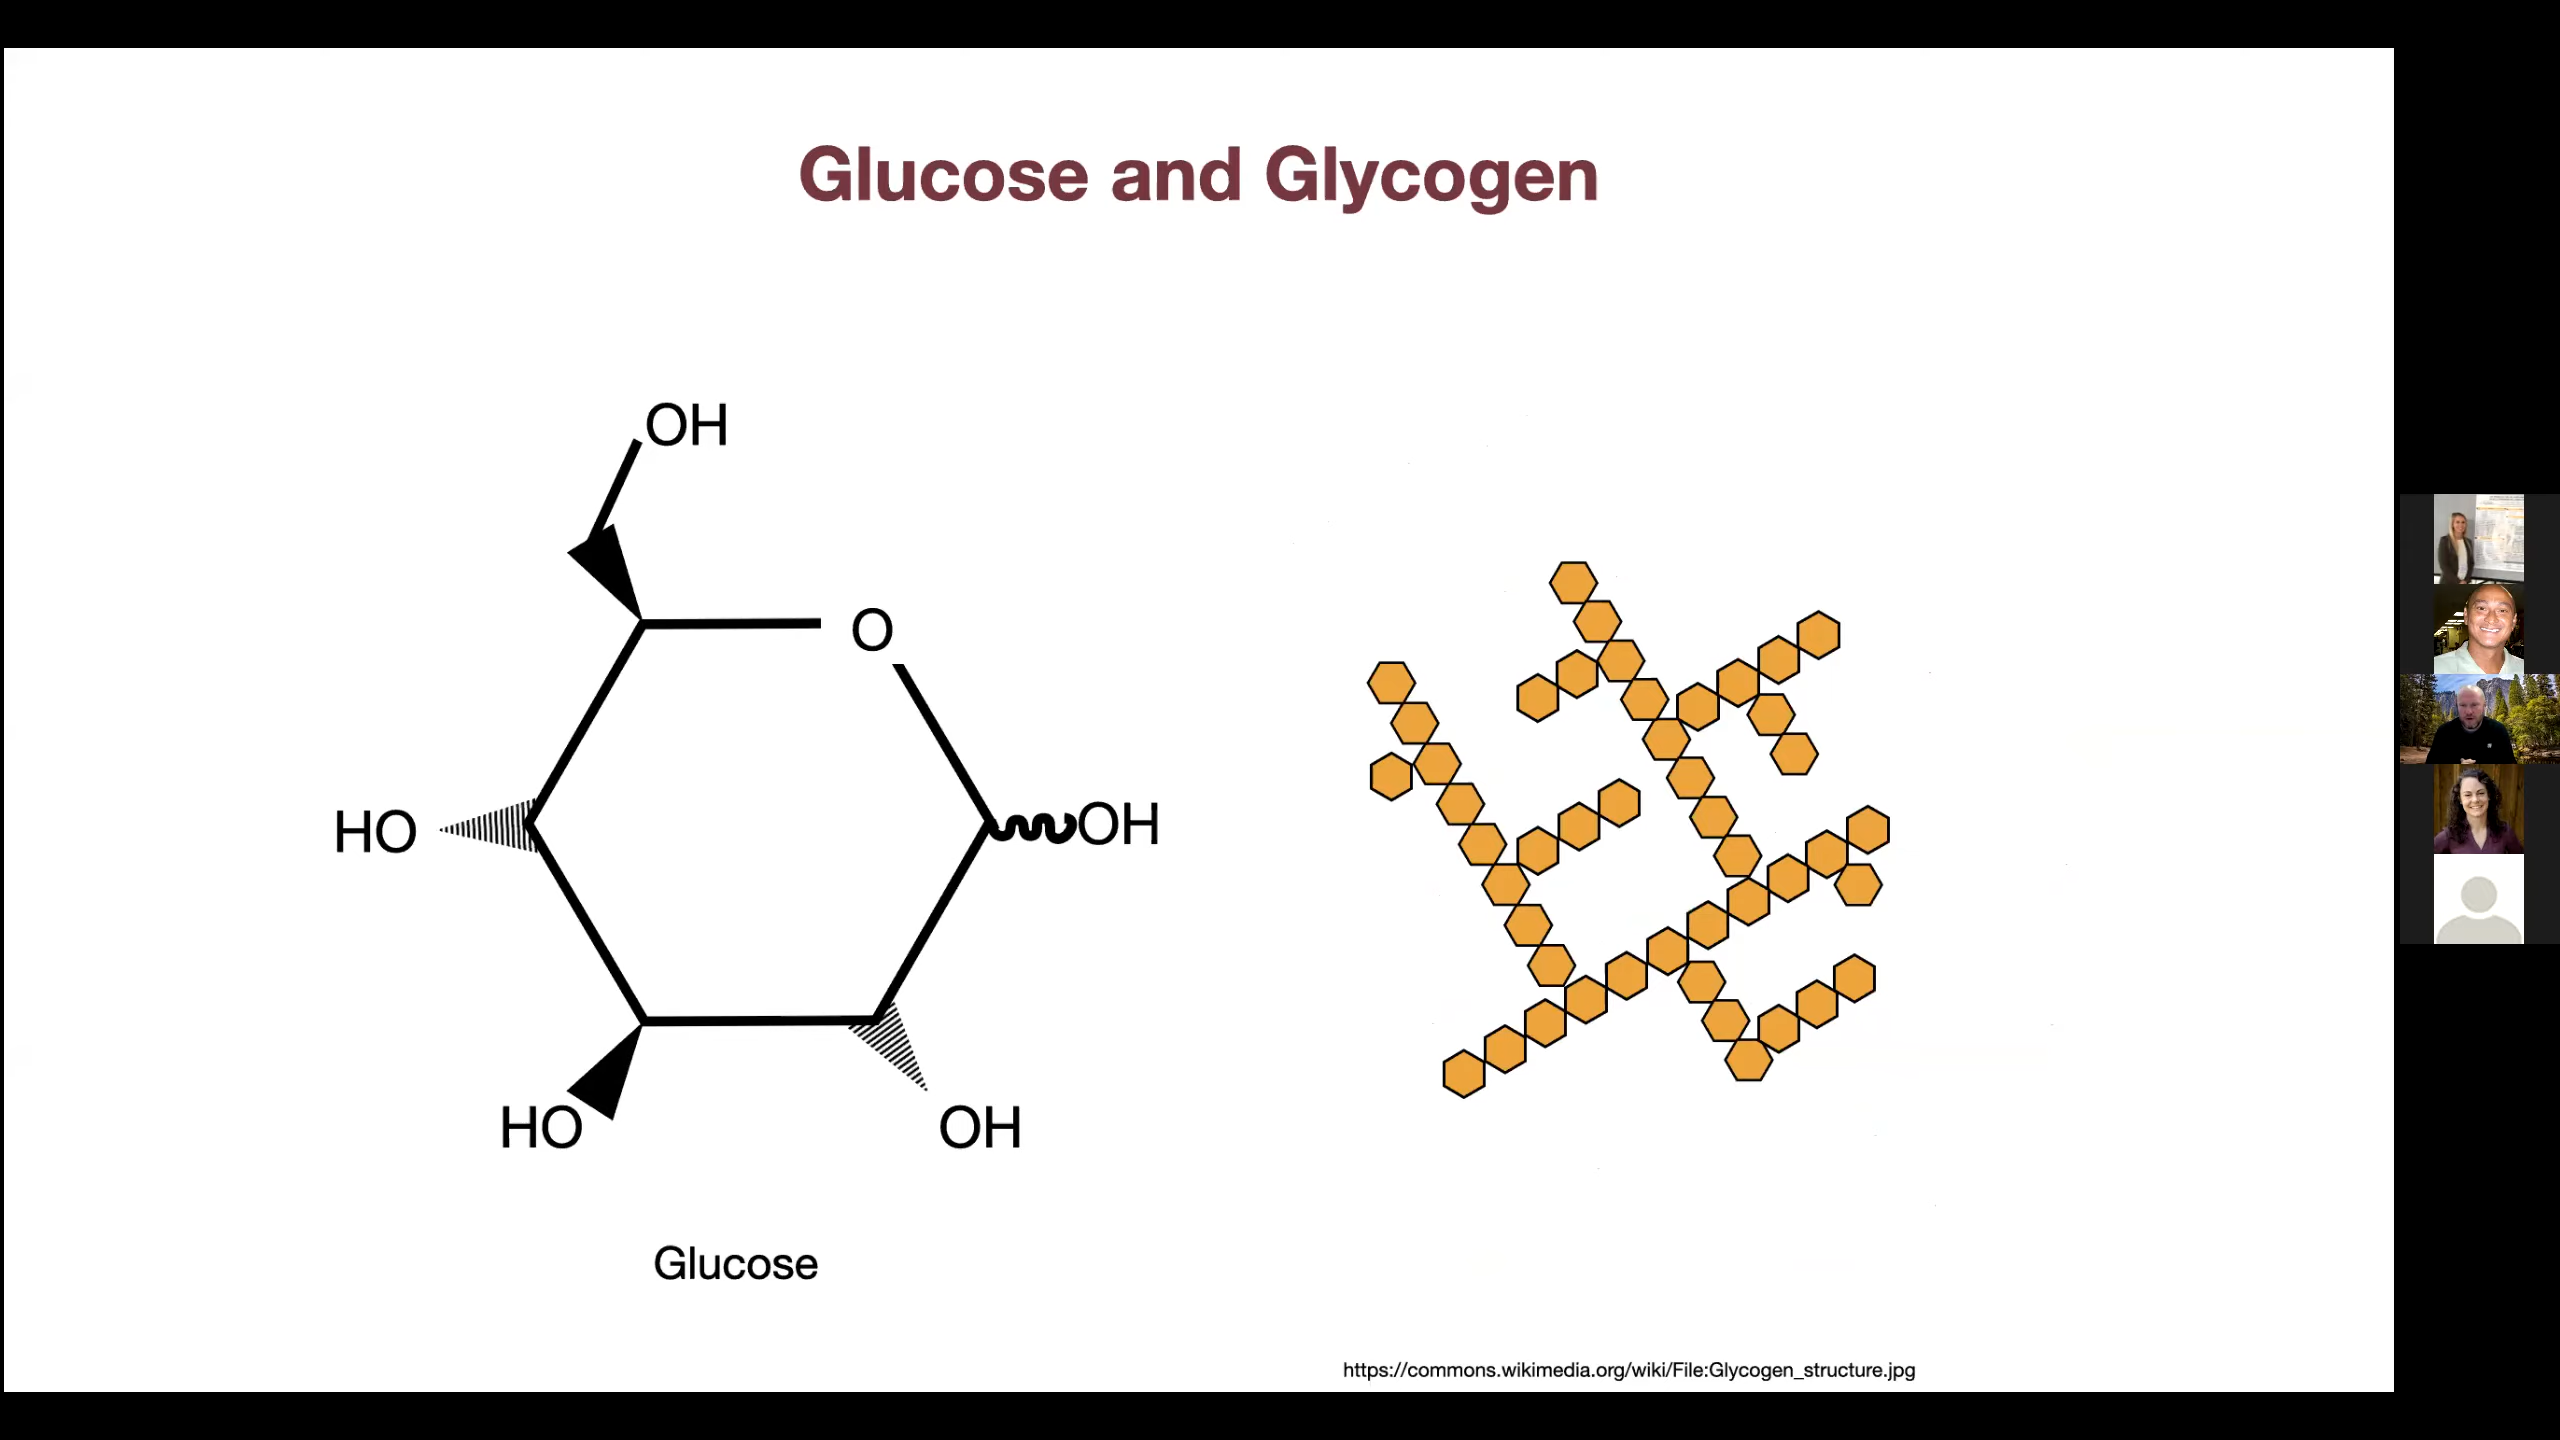 Glucose and Glycogen
OH
O
HO
OH
HO
OH
Glucose
https://commons.wikimedia.org/wiki/File:Glycogen_structure.jpg